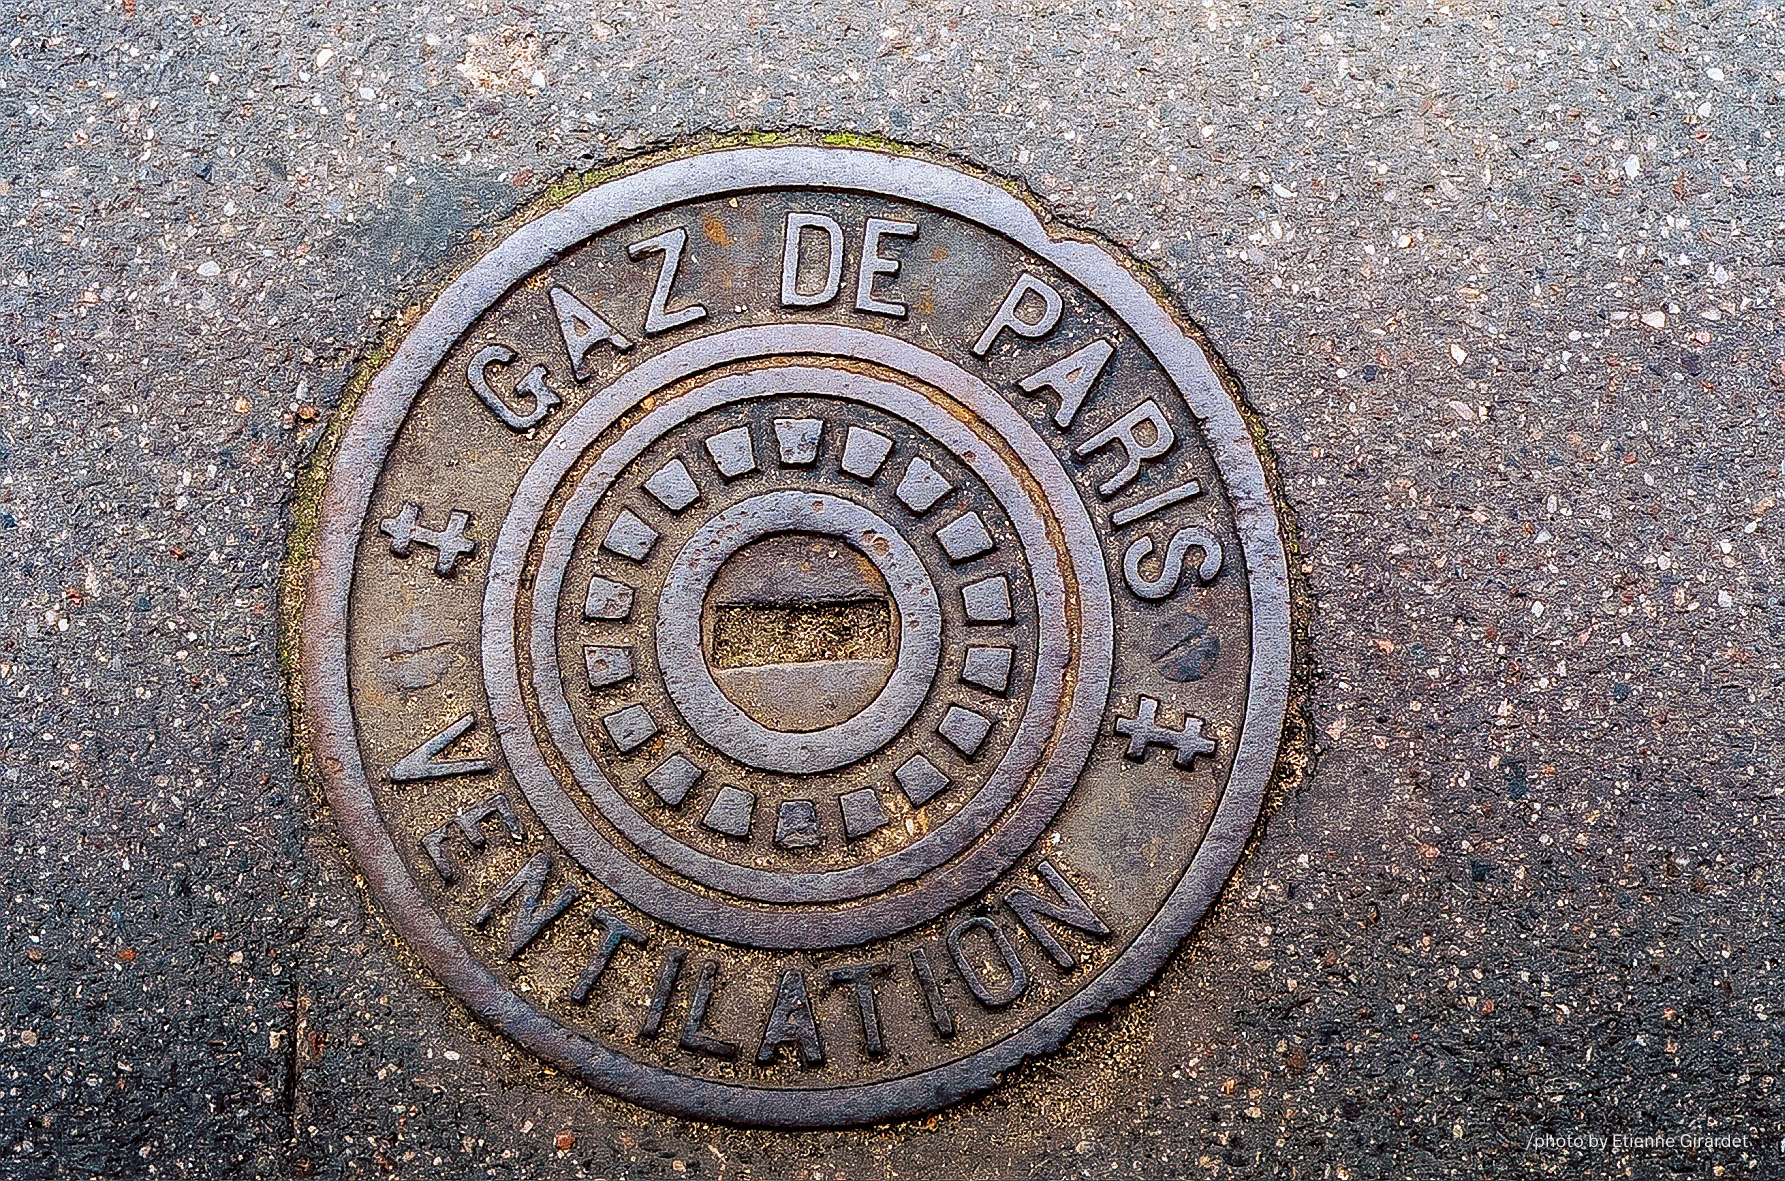 GAZ DE PARIS
‡ ‡
VENTILATION
/photo by Etienne Girardet